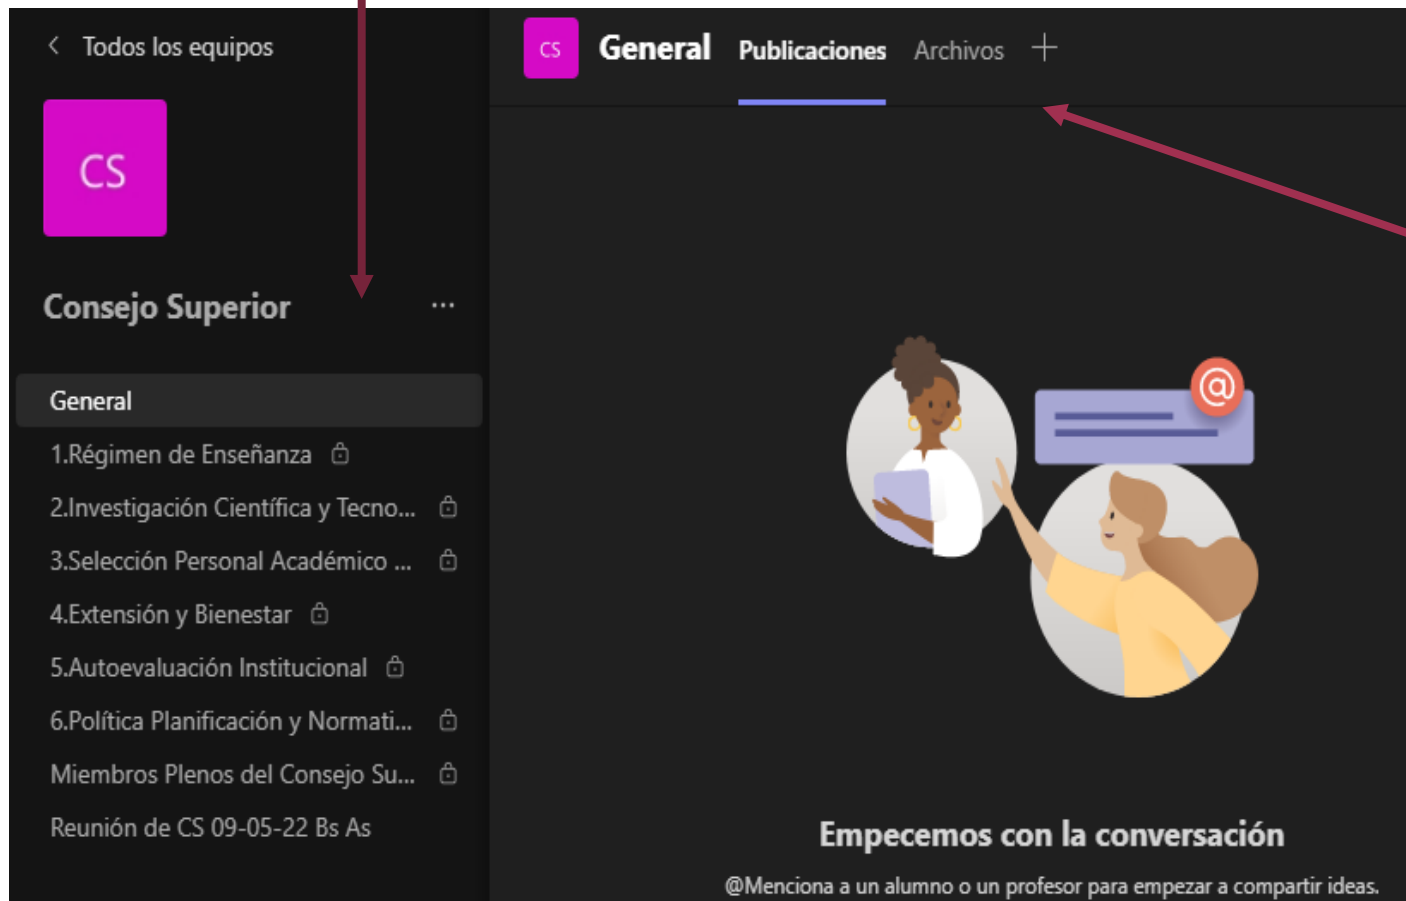 Todos los equipos
CS
Consejo Superior
...
General
1.Régimen de Enseñanza
2.Investigación Científica y Tecno...
3.Selección Personal Académico ...
4.Extensión y Bienestar
5.Autoevaluación Institucional
6.Política Planificación y Normati...
Miembros Plenos del Consejo Su...
Reunión de CS 09-05-22 Bs As
CS General Publicaciones Archivos +
@
Empecemos con la conversación
@Menciona a un alumno o un profesor para empezar a compartir ideas.